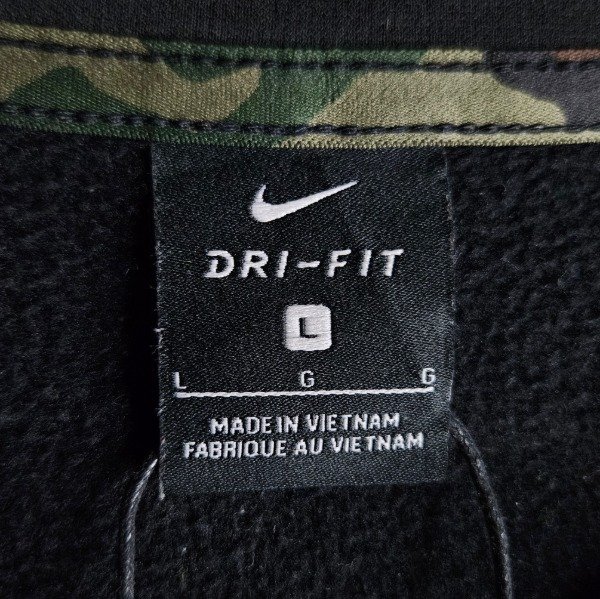 DRI-FIT
L
L G G
MADE IN VIETNAM
FABRIQUE AU VIETNAM